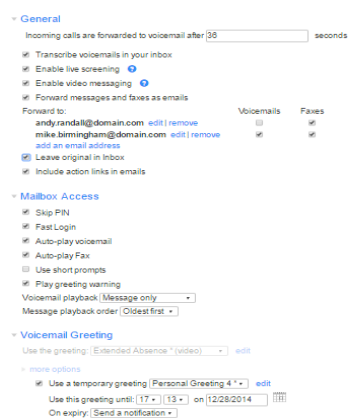 General
Incoming calls are forwarded to voicemail after 36 seconds
Transcribe voicemails in your inbox
Enable live screening ?
Enable video messaging ?
Forward messages and faxes as emails
Forward to: Voicemails Faxes
andy.randall@domain.com edit | remove
mike.birmingham@domain.com edit | remove
add an email address
Leave original in Inbox
Include action links in emails
Mailbox Access
Skip PIN
Fast Login
Auto-play voicemail
Auto-play Fax
Use short prompts
Play greeting warning
Voicemail playback Message only
Message playback order Oldest first
Voicemail Greeting
Use the greeting: Extended Absence * (video) edit
more options
Use a temporary greeting Personal Greeting 4 * edit
Use this greeting until: 17 13 on 12/28/2014
On expiry: Send a notification